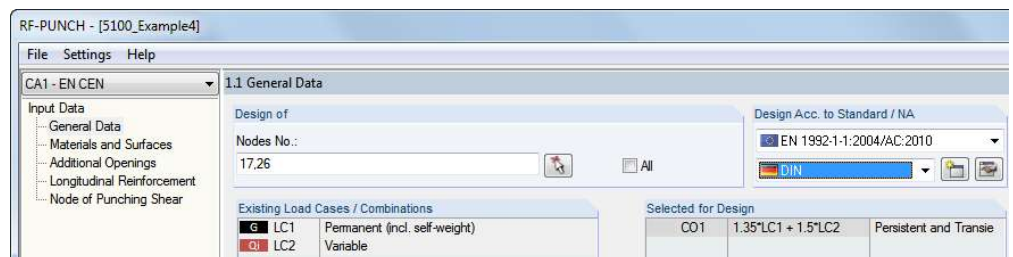 RF-PUNCH - [5100_Example4]
File Settings Help
CA1 - EN CEN
1.1 General Data
Input Data
General Data
Materials and Surfaces
Additional Openings
Longitudinal Reinforcement
Node of Punching Shear
Design of
Nodes No.:
17,26
All
Design Acc. to Standard / NA
EN 1992-1-1:2004/AC:2010
DIN
Existing Load Cases / Combinations
G LC1 Permanent (incl. self-weight)
Qi LC2 Variable
Selected for Design
CO1 1.35*LC1 + 1.5*LC2 Persistent and Transie